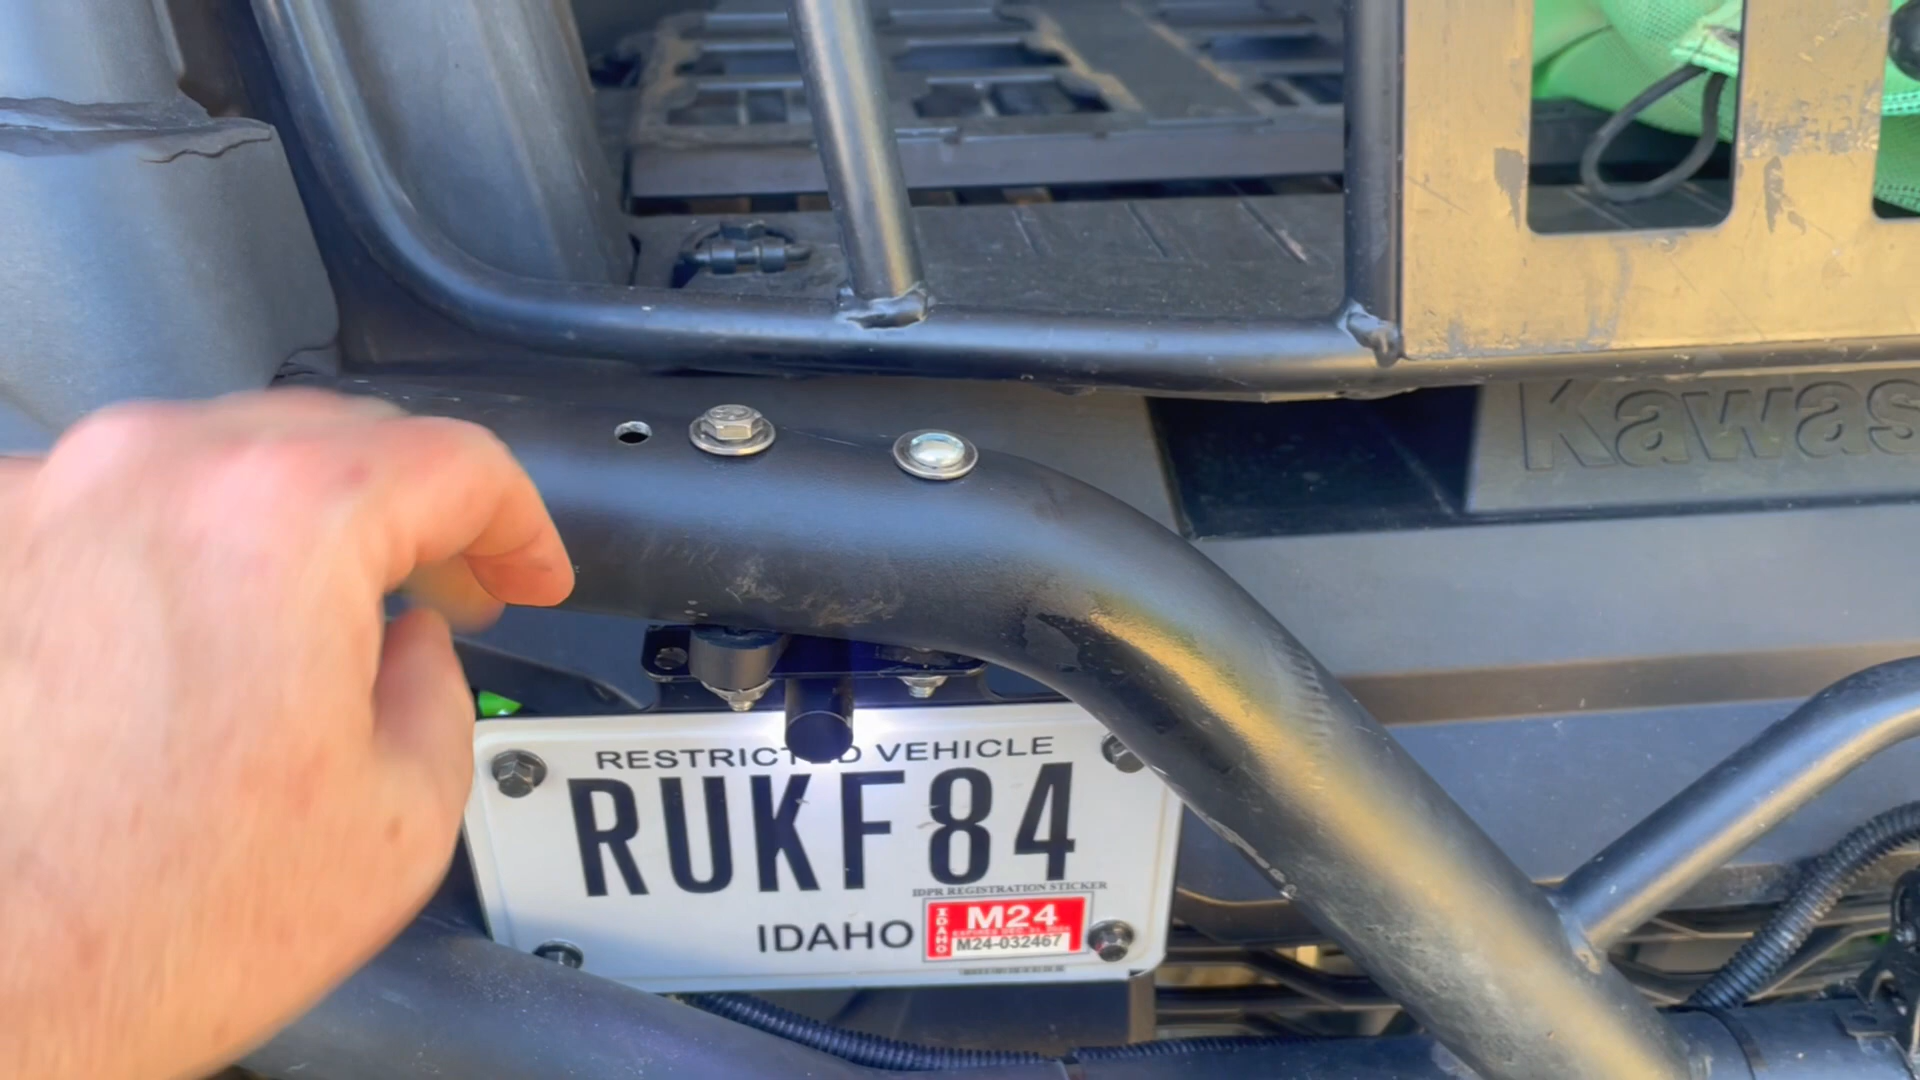 Kawas
RESTRICTED VEHICLE
RUKF84
IDPR REGISTRATION STICKER
IDAHO
IDAHO
M24
M24-032467